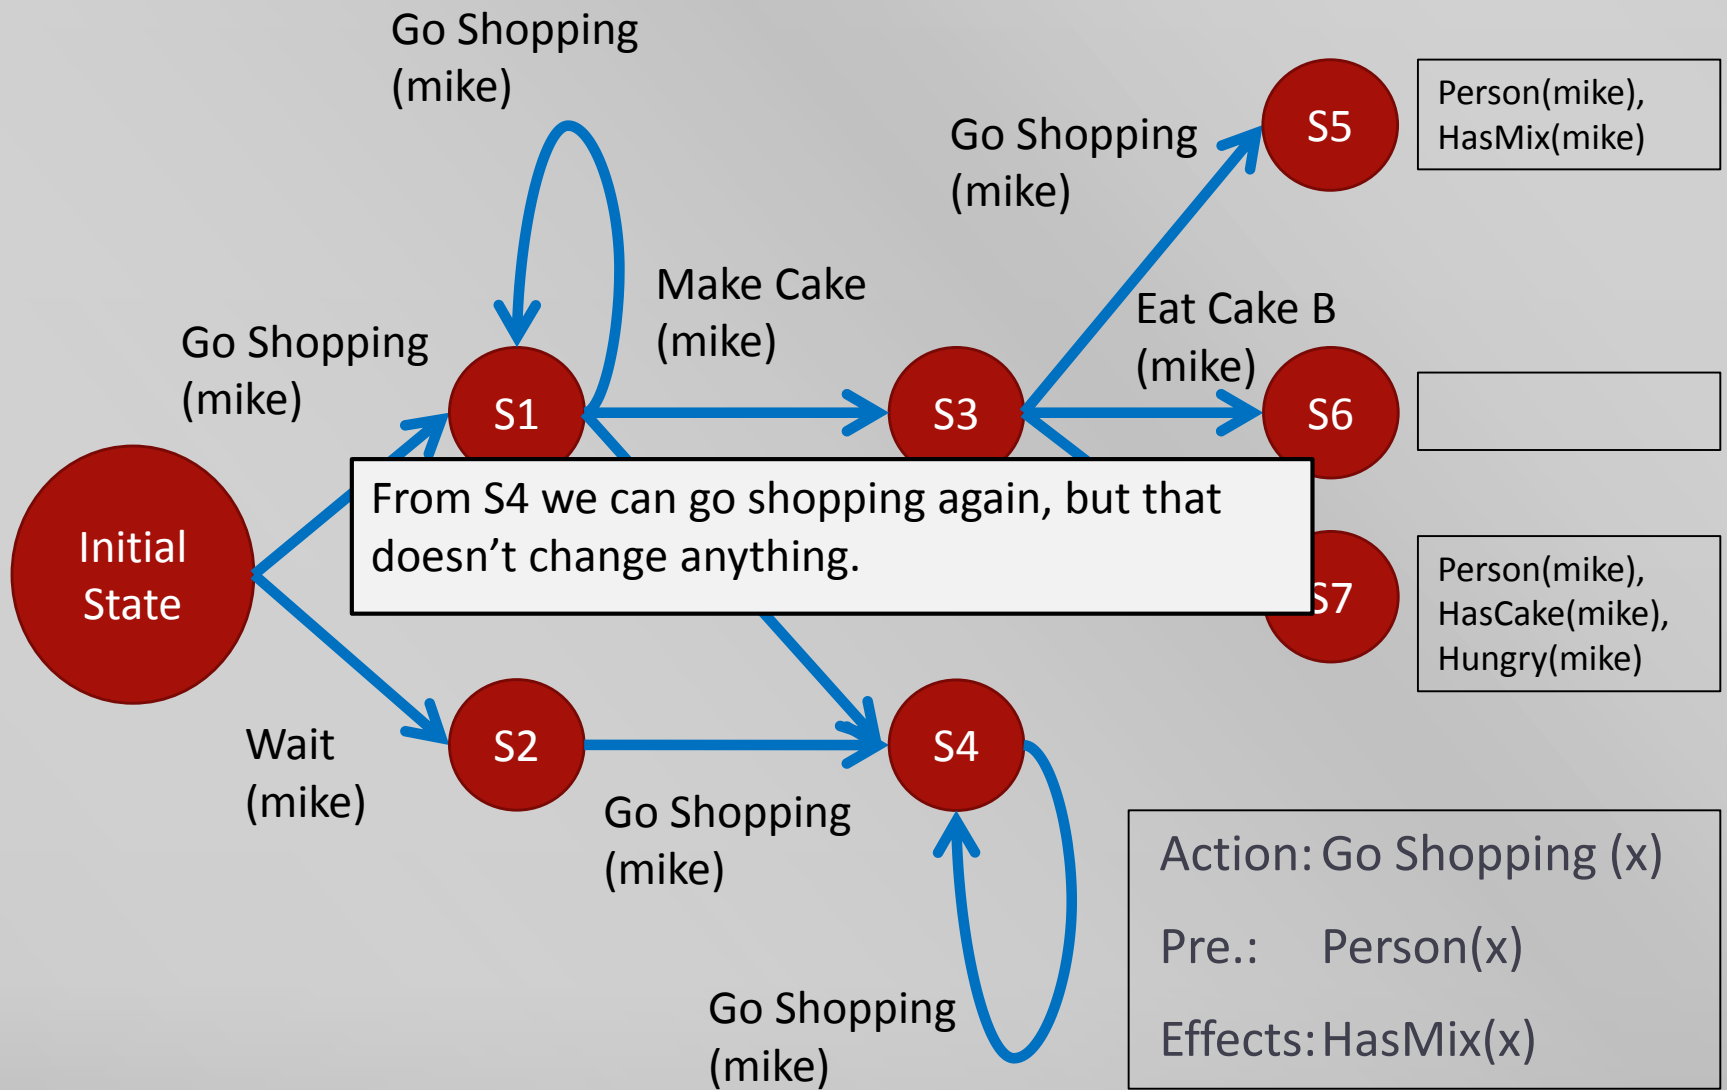 Go Shopping
(mike)
Person(mike),
HasMix(mike)
S5
Go Shopping
(mike)
Make Cake
(mike)
Eat Cake B
(mike)
Go Shopping
(mike)
S1
S3
S6
From S4 we can go shopping again, but that
doesn’t change anything.
Initial
State
S7
Person(mike),
HasCake(mike),
Hungry(mike)
Wait
(mike)
S2
S4
Go Shopping
(mike)
Go Shopping
(mike)
Action: Go Shopping (x)
Pre.: Person(x)
Effects: HasMix(x)